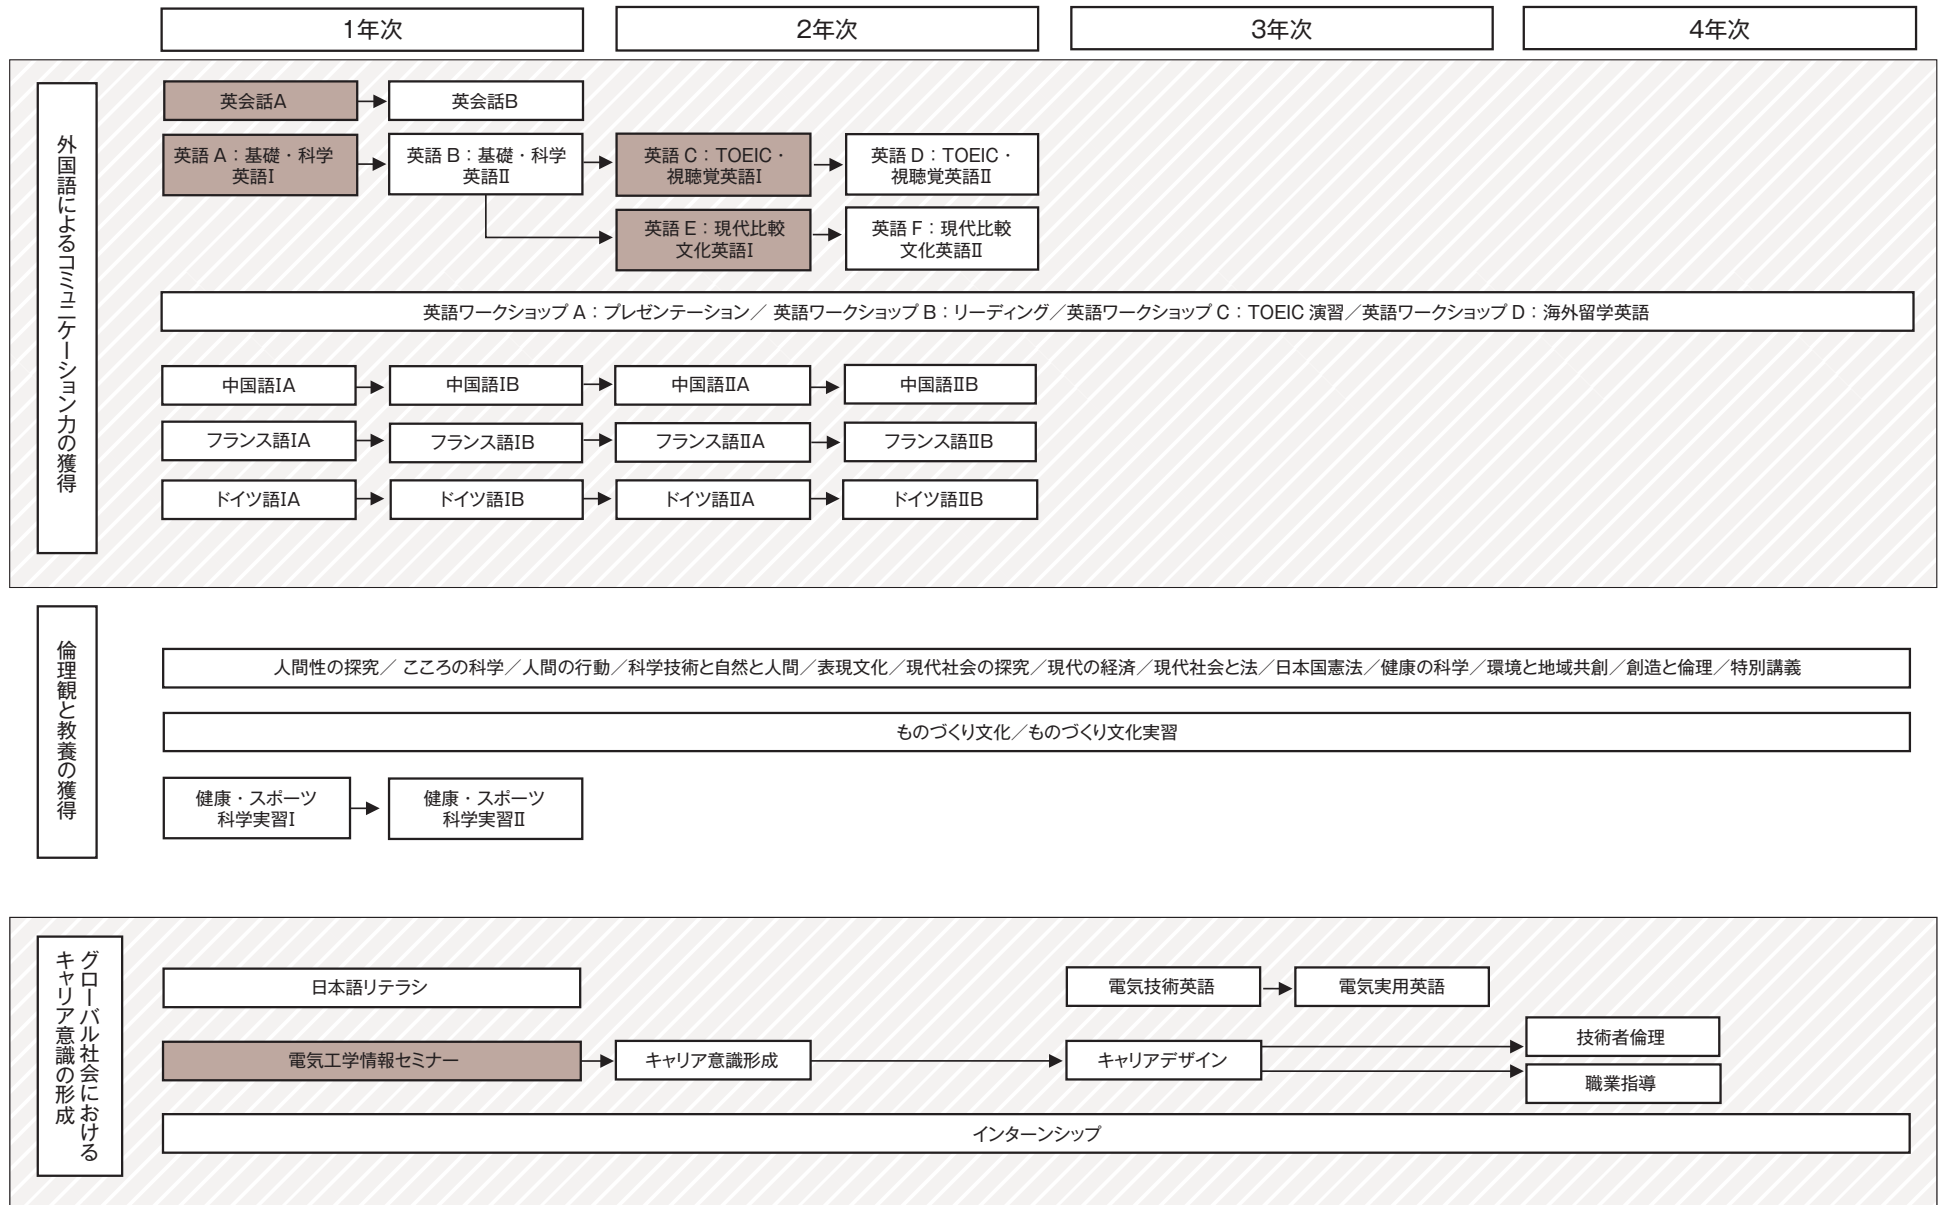 1年次
2年次
3年次
4年次
外国語によるコミュニケーション力の獲得
英会話A
英会話B
英語 A：基礎・科学
英語Ⅰ
英語 B：基礎・科学
英語Ⅱ
英語 C：TOEIC・
視聴覚英語Ⅰ
英語 D：TOEIC・
視聴覚英語Ⅱ
英語 E：現代比較
文化英語Ⅰ
英語 F：現代比較
文化英語Ⅱ
英語ワークショップ A：プレゼンテーション／ 英語ワークショップ B：リーディング／英語ワークショップ C：TOEIC 演習／英語ワークショップ D：海外留学英語
中国語ⅠA
中国語ⅠB
中国語ⅡA
中国語ⅡB
フランス語ⅠA
フランス語ⅠB
フランス語ⅡA
フランス語ⅡB
ドイツ語ⅠA
ドイツ語ⅠB
ドイツ語ⅡA
ドイツ語ⅡB
倫理観と教養の獲得
人間性の探究／ こころの科学／人間の行動／科学技術と自然と人間／表現文化／現代社会の探究／現代の経済／現代社会と法／日本国憲法／健康の科学／環境と地域共創／創造と倫理／特別講義
ものづくり文化／ものづくり文化実習
健康・スポーツ
科学実習Ⅰ
健康・スポーツ
科学実習Ⅱ
グローバル社会における
キャリア意識の形成
日本語リテラシ
電気技術英語
電気実用英語
電気工学情報セミナー
キャリア意識形成
キャリアデザイン
技術者倫理
職業指導
インターンシップ